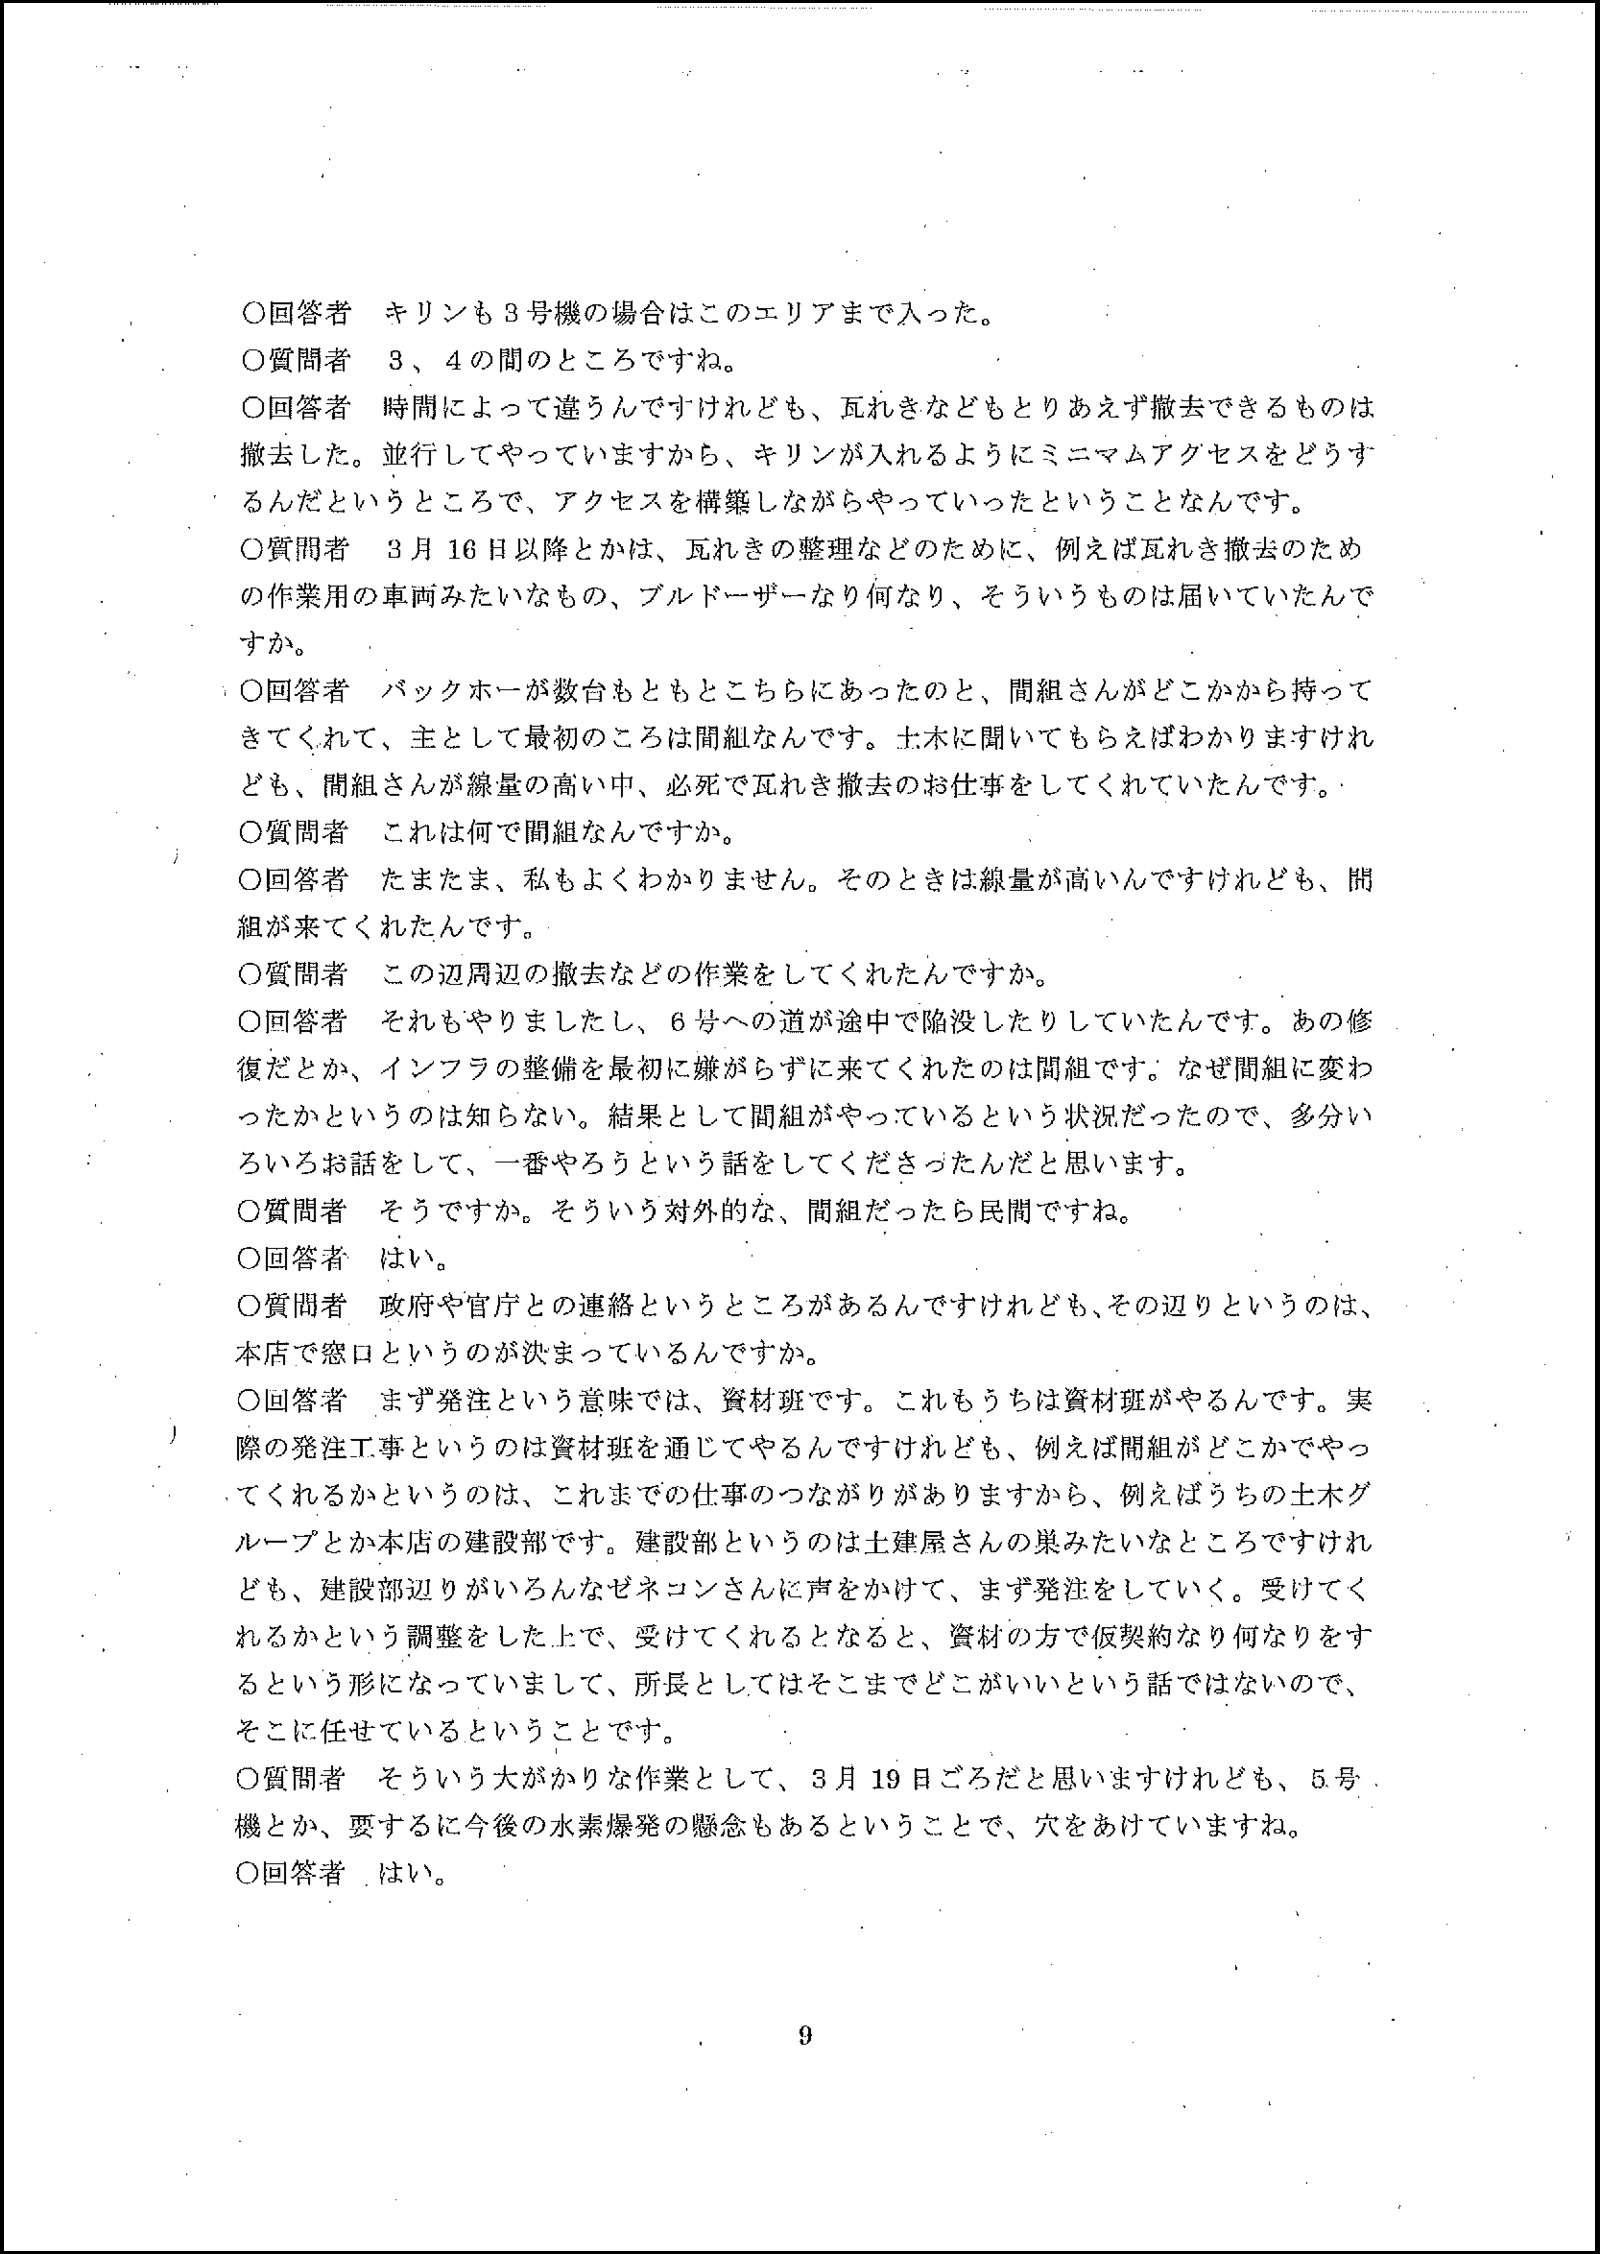 ○回答者　キリンも３号機の場合はこのエリアまで入った。
○質問者　３、４の間のところですね。
○回答者　時間によって違うんですけれども、瓦れきなどもとりあえず撤去できるものは
撤去した。並行してやっていますから、キリンが入れるようにミニマムアクセスをどうす
るんだというところで、アクセスを構築しながらやっていったということなんです。
○質問者　３月 16 日以降とかは、瓦れきの整理などのために、例えば瓦れき撤去のため
の作業用の車両みたいなもの、ブルドーザーなり何なり、そういうものは届いていたんで
すか。
○回答者　バックホーが数台もともとこちらにあったのと、間組さんがどこかから持って
きてくれて、主として最初のころは間組なんです。土木に聞いてもらえばわかりますけれ
ども、間組さんが線量の高い中、必死で瓦れき撤去のお仕事をしてくれていたんです。
○質問者　これは何で間組なんですか。
○回答者　たまたま、私もよくわかりません。そのときは線量が高いんですけれども、間
組が来てくれたんです。
○質問者　この辺周辺の撤去などの作業をしてくれたんですか。
○回答者　それもやりましたし、６号への道が途中で陥没したりしていたんです。あの修
復だとか、インフラの整備を最初に嫌がらずに来てくれたのは間組です。なぜ間組に変わ
ったかというのは知らない。結果として間組がやっているという状況だったので、多分い
ろいろお話をして、一番やろうという話をしてくださったんだと思います。
○質問者　そうですか。そういう対外的な、間組だったら民間ですね。
○回答者　はい。
○質問者　政府や官庁との連絡というところがあるんですけれども、その辺りというのは、
本店で窓口というのが決まっているんですか。
○回答者　まず発注という意味では、資材班です。これもうちは資材班がやるんです。実
際の発注工事というのは資材班を通じてやるんですけれども、例えば間組がどこかでやっ
てくれるかというのは、これまでの仕事のつながりがありますから、例えばうちの土木グ
ループとか本店の建設部です。建設部というのは土建屋さんの巣みたいなところですけれ
ども、建設部辺りがいろんなゼネコンさんに声をかけて、まず発注をしていく。受けてく
れるかという調整をした上で、受けてくれるとなると、資材の方で仮契約なり何なりをす
るという形になっていまして、所長としてはそこまでどこがいいという話ではないので、
そこに任せているということです。
○質問者　そういう大がかりな作業として、３月 19 日ごろだと思いますけれども、５号
機とか、要するに今後の水素爆発の懸念もあるということで、穴をあけていますね。
○回答者　はい。
9